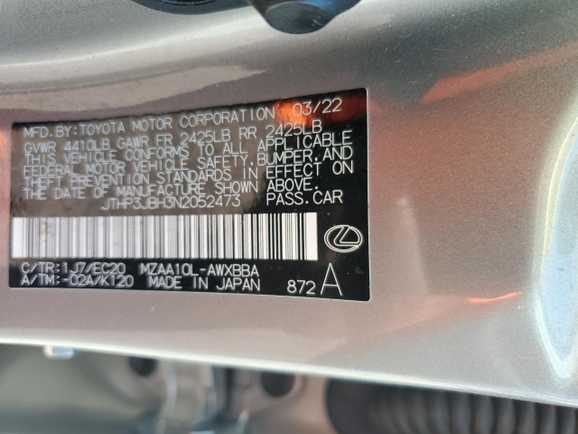 MFD. BY: TOYOTA MOTOR CORPORATION 03/22
GVWR 4410LB GAWR FR 2425LB RR 2425LB
THIS VEHICLE CONFORMS TO ALL APPLICABLE
FEDERAL MOTOR VEHICLE SAFETY, BUMPER, AND
THEFT PREVENTION STANDARDS IN EFFECT ON
THE DATE OF MANUFACTURE SHOWN ABOVE.
JTHP3JBH3N2052473 PASS. CAR
C/TR: 1J7/EC20 MZAA10L-AWXBBA
A/TM: -02A/K120 MADE IN JAPAN 872 A